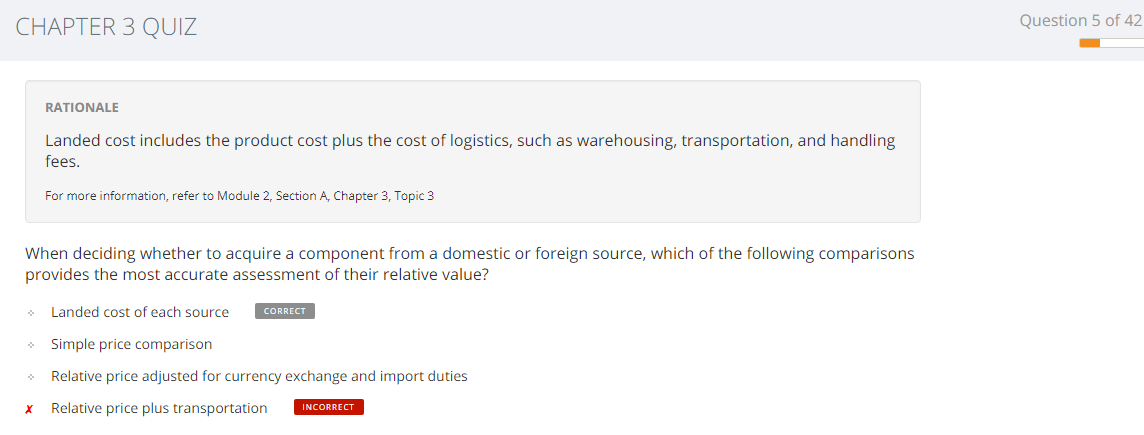 CHAPTER 3 QUIZ
Question 5 of 42
RATIONALE
Landed cost includes the product cost plus the cost of logistics, such as warehousing, transportation, and handling
fees.
For more information, refer to Module 2, Section A, Chapter 3, Topic 3
When deciding whether to acquire a component from a domestic or foreign source, which of the following comparisons
provides the most accurate assessment of their relative value?
Landed cost of each source CORRECT
Simple price comparison
Relative price adjusted for currency exchange and import duties
✗ Relative price plus transportation INCORRECT